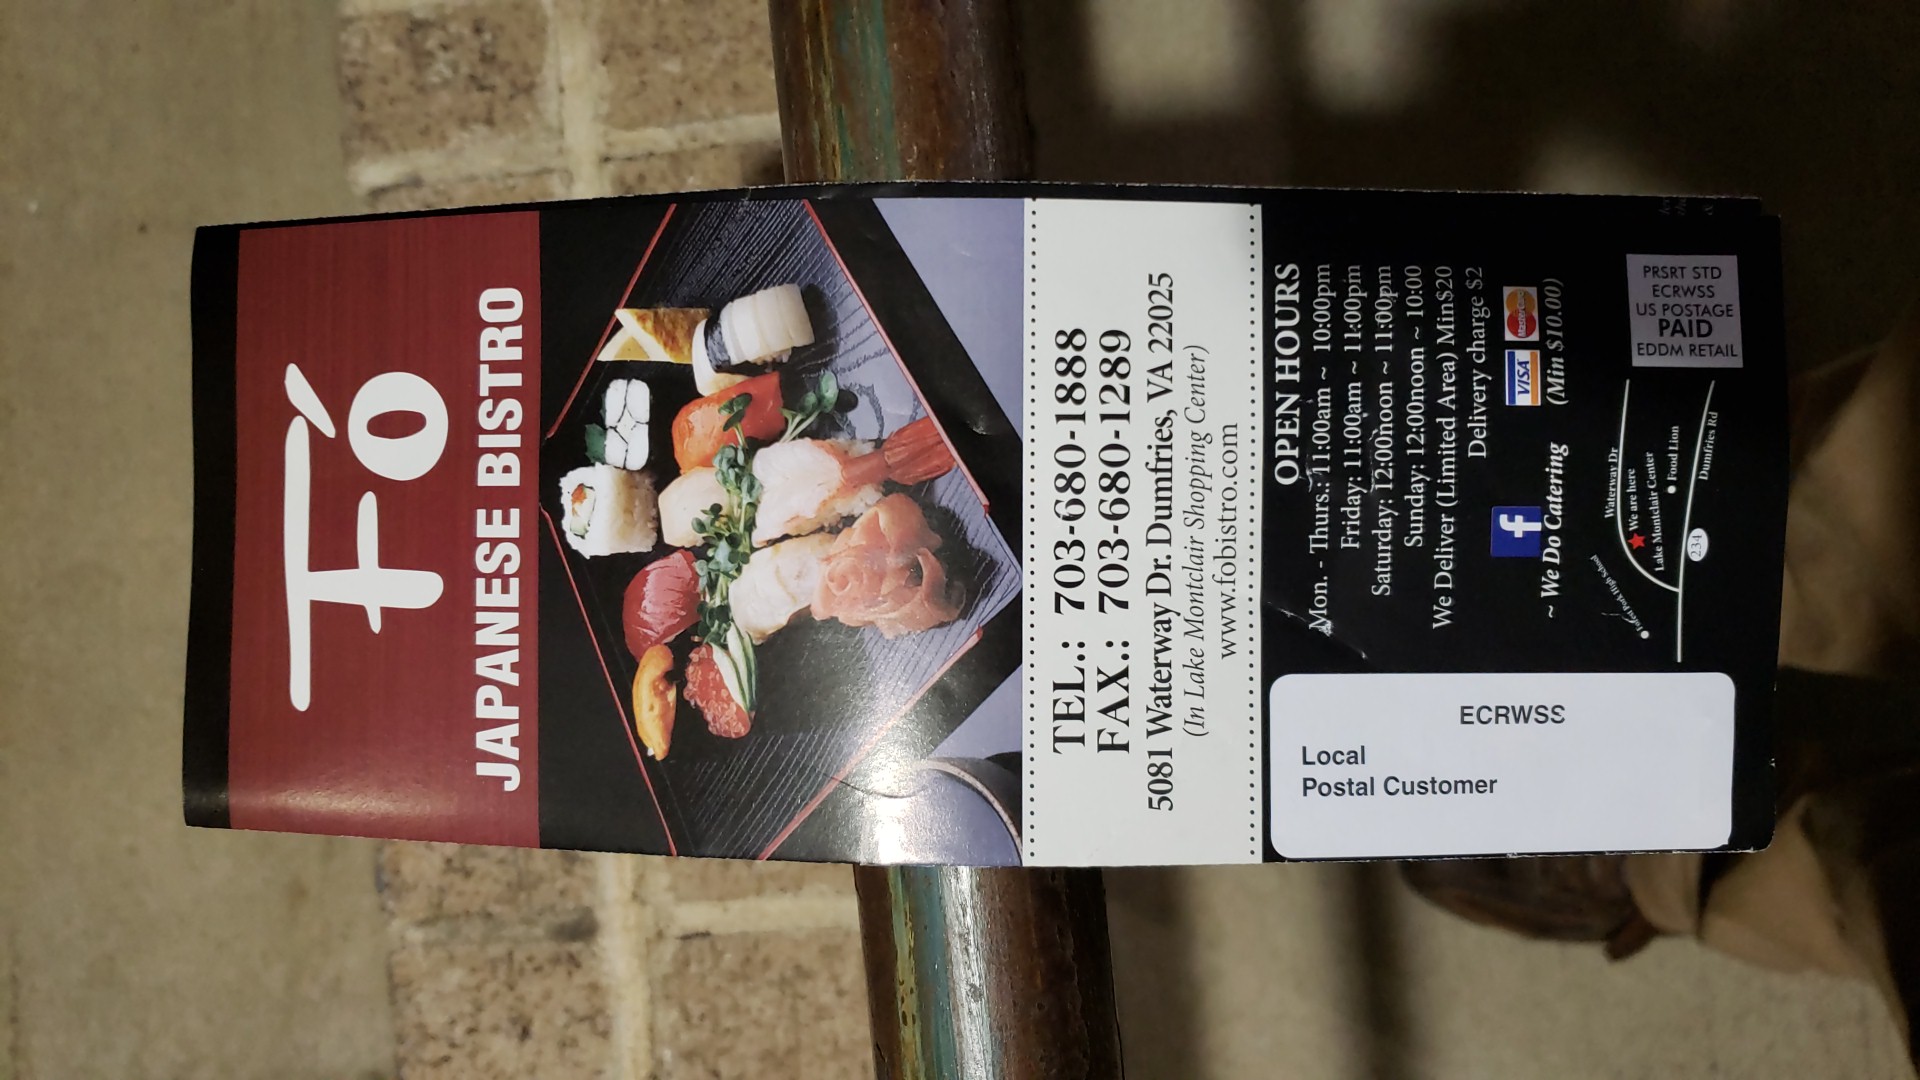 Fó
JAPANESE BISTRO
TEL.: 703-680-1888
FAX.: 703-680-1289
5081 Waterway Dr. Dumfries, VA 22025
(In Lake Montclair Shopping Center)
www.fobistro.com
OPEN HOURS
Mon. - Thurs.: 11:00am ~ 10:00pm
Friday: 11:00am ~ 11:00pm
Saturday: 12:00noon ~ 11:00pm
Sunday: 12:00noon ~ 10:00
We Deliver (Limited Area) Min$20
Delivery charge $2
f
VISA
MasterCard
~ We Do Catering
(Min $10.00)
Waterway Dr
We are here
Lake Montclair Center
Food Lion
Dumfries Rd
234
High School
PRSRT STD
ECRWSS
US POSTAGE
PAID
EDDM RETAIL
ECRWSS
Local
Postal Customer